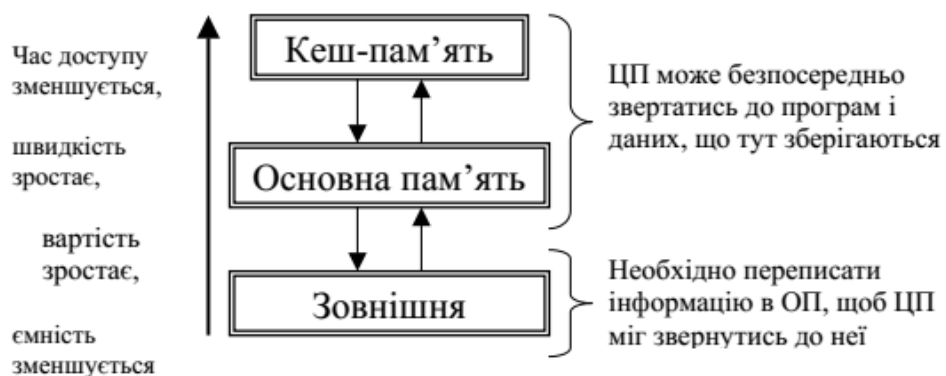 Час доступу
зменшується,
швидкість
зростає,
вартість
зростає,
ємність
зменшується
Кеш-пам’ять
Основна пам’ять
Зовнішня
ЦП може безпосередньо
звертатись до програм і
даних, що тут зберігаються
Необхідно переписати
інформацію в ОП, щоб ЦП
міг звернутись до неї